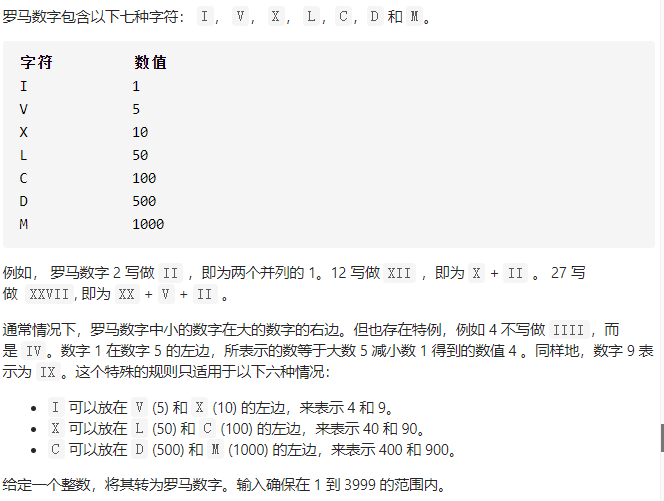 罗马数字包含以下七种字符： I， V， X， L，C，D 和 M。
字符 数值
I 1
V 5
X 10
L 50
C 100
D 500
M 1000
例如， 罗马数字 2 写做 II ，即为两个并列的 1。12 写做 XII ，即为 X + II 。 27 写
做 XXVII, 即为 XX + V + II 。
通常情况下，罗马数字中小的数字在大的数字的右边。但也存在特例，例如 4 不写做 IIII，而
是 IV。数字 1 在数字 5 的左边，所表示的数等于大数 5 减小数 1 得到的数值 4 。同样地，数字 9 表
示为 IX。这个特殊的规则只适用于以下六种情况：
• I 可以放在 V (5) 和 X (10) 的左边，来表示 4 和 9。
• X 可以放在 L (50) 和 C (100) 的左边，来表示 40 和 90。
• C 可以放在 D (500) 和 M (1000) 的左边，来表示 400 和 900。
给定一个整数，将其转为罗马数字。输入确保在 1 到 3999 的范围内。